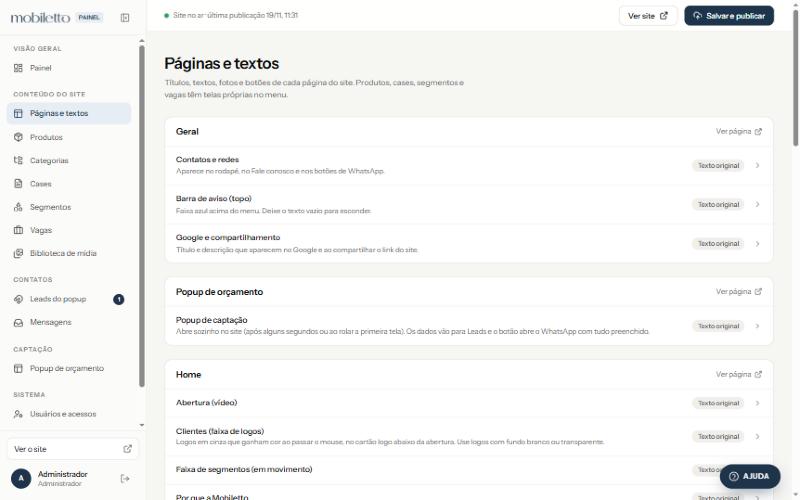 mobiletto PAINEL
Site no ar · última publicação 19/11, 11:31
Ver site
Salvar e publicar
VISÃO GERAL
Painel
CONTEÚDO DO SITE
Páginas e textos
Produtos
Categorias
Cases
Segmentos
Vagas
Biblioteca de mídia
CONTATOS
Leads do popup 1
Mensagens
CAPTAÇÃO
Popup de orçamento
SISTEMA
Usuários e acessos
Ver o site
A Administrador
Administrador
Páginas e textos
Títulos, textos, fotos e botões de cada página do site. Produtos, cases, segmentos e
vagas têm telas próprias no menu.
Geral Ver página
Contatos e redes Texto original
Aparece no rodapé, no Fale conosco e nos botões de WhatsApp.
Barra de aviso (topo) Texto original
Faixa azul acima do menu. Deixe o texto vazio para esconder.
Google e compartilhamento Texto original
Título e descrição que aparecem no Google e ao compartilhar o link do site.
Popup de orçamento Ver página
Popup de captação Texto original
Abre sozinho no site (após alguns segundos ou ao rolar a primeira tela). Os dados vão para Leads e o botão abre o WhatsApp com tudo preenchido.
Home Ver página
Abertura (vídeo) Texto original
Clientes (faixa de logos) Texto original
Logos em cinza que ganham cor ao passar o mouse, no cartão logo abaixo da abertura. Use logos com fundo branco ou transparente.
Faixa de segmentos (em movimento)
AJUDA
Por que a Mobiletto